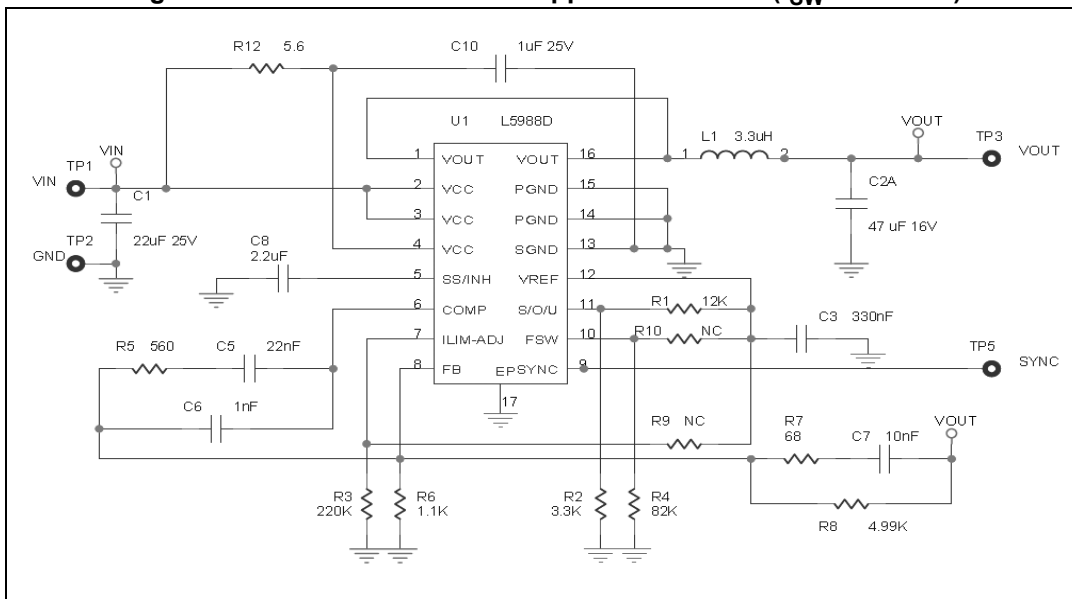 R12 5.6
C10 1uF 25V
U1 L5988D
VIN
TP1
VIN
C1
22uF 25V
TP2
GND
C8
2.2uF
1 VOUT VOUT 16
2 VCC PGND 15
3 VCC PGND 14
4 VCC SGND 13
5 SS/INH VREF 12
6 COMP S/O/U 11
7 ILIM-ADJ FSW 10
8 FB EP SYNC 9
17
L1 3.3uH
1 2
VOUT
TP3
VOUT
C2A
47 uF 16V
R1 12K
R10 NC
C3 330nF
TP5
SYNC
R5 560
C5 22nF
C6 1nF
R9 NC
R7
68
C7 10nF
VOUT
R3
220K
R6
1.1K
R2
3.3K
R4
82K
R8 4.99K